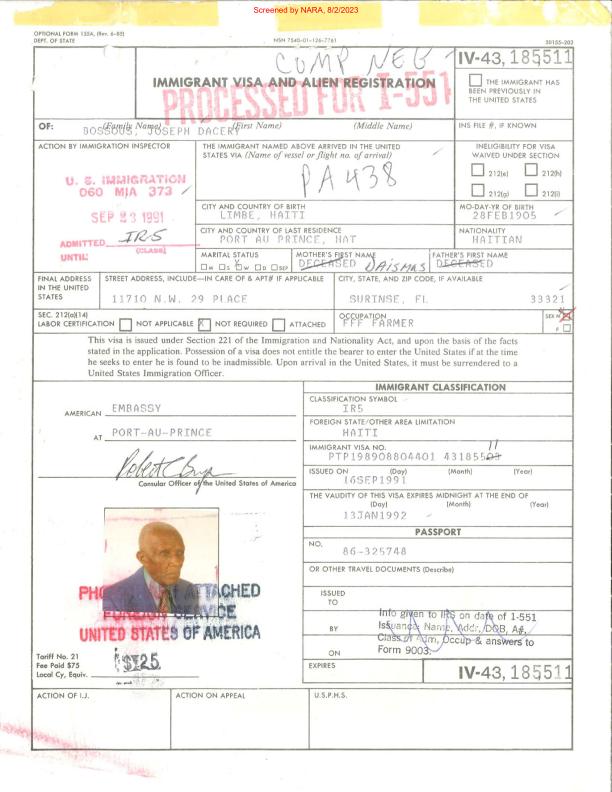 Screened by NARA, 8/2/2023
OPTIONAL FORM 155A, (Rev. 6-85)
DEPT. OF STATE
NSN 7540-01-126-7761
50155-202
COMP NEG
IV-43, 185511
IMMIGRANT VISA AND ALIEN REGISTRATION
PROCESSED FOR I-551
THE IMMIGRANT HAS BEEN PREVIOUSLY IN THE UNITED STATES
OF: (Family Name) (First Name) (Middle Name)
BOSSOUS, JOSEPH DACERY
INS FILE #, IF KNOWN
ACTION BY IMMIGRATION INSPECTOR
U. S. IMMIGRATION
060 MIA 373
SEP 23 1991
ADMITTED IR5
(CLASS)
UNTIL:
THE IMMIGRANT NAMED ABOVE ARRIVED IN THE UNITED
STATES VIA (Name of vessel or flight no. of arrival)
PA 438
INELIGIBILITY FOR VISA
WAIVED UNDER SECTION
212(e) 212(h)
212(g) 212(i)
CITY AND COUNTRY OF BIRTH
LIMBE, HAITI
MO-DAY-YR OF BIRTH
28FEB1905
CITY AND COUNTRY OF LAST RESIDENCE
PORT AU PRINCE, HAT
NATIONALITY
HAITIAN
MARITAL STATUS
M S W D SEP
MOTHER'S FIRST NAME
DECEASED
FATHER'S FIRST NAME
DECEASED
FINAL ADDRESS
IN THE UNITED
STATES
STREET ADDRESS, INCLUDE—IN CARE OF & APT# IF APPLICABLE
11710 N.W. 29 PLACE
CITY, STATE, AND ZIP CODE, IF AVAILABLE
SURINSE, FL 33321
SEC. 212(a)(14)
LABOR CERTIFICATION NOT APPLICABLE X NOT REQUIRED ATTACHED
OCCUPATION
FFF FARMER
SEX M
F
This visa is issued under Section 221 of the Immigration and Nationality Act, and upon the basis of the facts
stated in the application. Possession of a visa does not entitle the bearer to enter the United States if at the time
he seeks to enter he is found to be inadmissible. Upon arrival in the United States, it must be surrendered to a
United States Immigration Officer.
AMERICAN EMBASSY
AT PORT-AU-PRINCE
Consular Officer of the United States of America
IMMIGRANT CLASSIFICATION
CLASSIFICATION SYMBOL
IR5
FOREIGN STATE/OTHER AREA LIMITATION
HAITI
IMMIGRANT VISA NO.
11
PTP198908804401 43185503
ISSUED ON (Day) (Month) (Year)
16SEP1991
THE VALIDITY OF THIS VISA EXPIRES MIDNIGHT AT THE END OF
(Day) (Month) (Year)
13JAN1992
PASSPORT
NO.
86-325748
OR OTHER TRAVEL DOCUMENTS (Describe)
ISSUED
TO
BY
ON
Info given to IRS on date of I-551
Issuance Name, Addr, DOB, A#,
Class of Adm, Occup & answers to
Form 9003.
EXPIRES
IV-43, 185511
PHOTO ATTACHED
FOREIGN SERVICE
UNITED STATES OF AMERICA
Tariff No. 21
Fee Paid $75
Local Cy, Equiv.
ACTION OF I.J.
ACTION ON APPEAL
U.S.P.H.S.